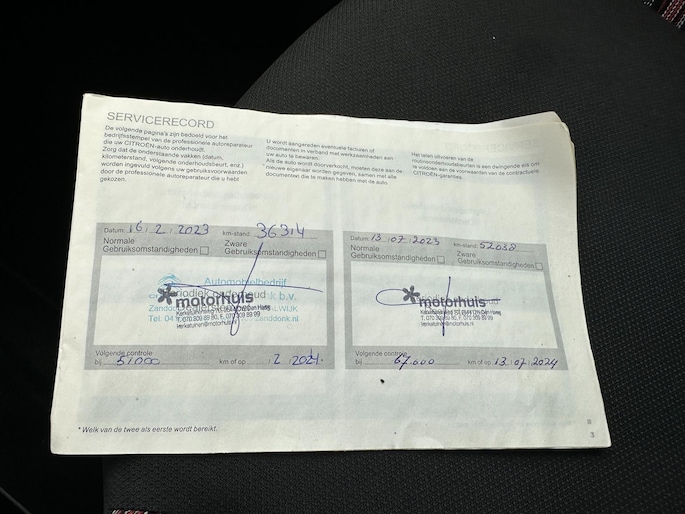 SERVICERECORD
De volgende pagina's zijn bedoeld voor het
bedrijfsstempel van de professionele autoreparateur
die uw CITROËN-auto onderhoudt.
Zorg dat de onderstaande vakken (datum,
kilometerstand, volgende onderhoudsbeurt, enz.)
worden ingevuld volgens uw gebruiksvoorwaarden
door de professionele autoreparateur die u hebt
gekozen.
U wordt aangeraden eventuele facturen of
documenten in verband met werkzaamheden aan
uw auto te bewaren.
Als de auto wordt doorverkocht, moeten deze aan de
nieuwe eigenaar worden gegeven, samen met alle
documenten die te maken hebben met de auto.
Het laten uitvoeren van de
routineonderhoudsbeurten is een dwingende eis om
te voldoen aan de voorwaarden van de contractuele
CITROËN-garanties.
Datum: 16 2 2023 km-stand: 36314
Normale Gebruiksomstandigheden
Zware Gebruiksomstandigheden
Automobielbedrijf
b.v.
motorhuis
Volgende controle
bij 51000 km of op 2 2024
Datum: 13 07 2023 km-stand: 52038
Normale Gebruiksomstandigheden
Zware Gebruiksomstandigheden
motorhuis
Volgende controle
bij 67.000 km of op 13.07.2024
* Welk van de twee als eerste wordt bereikt.
3